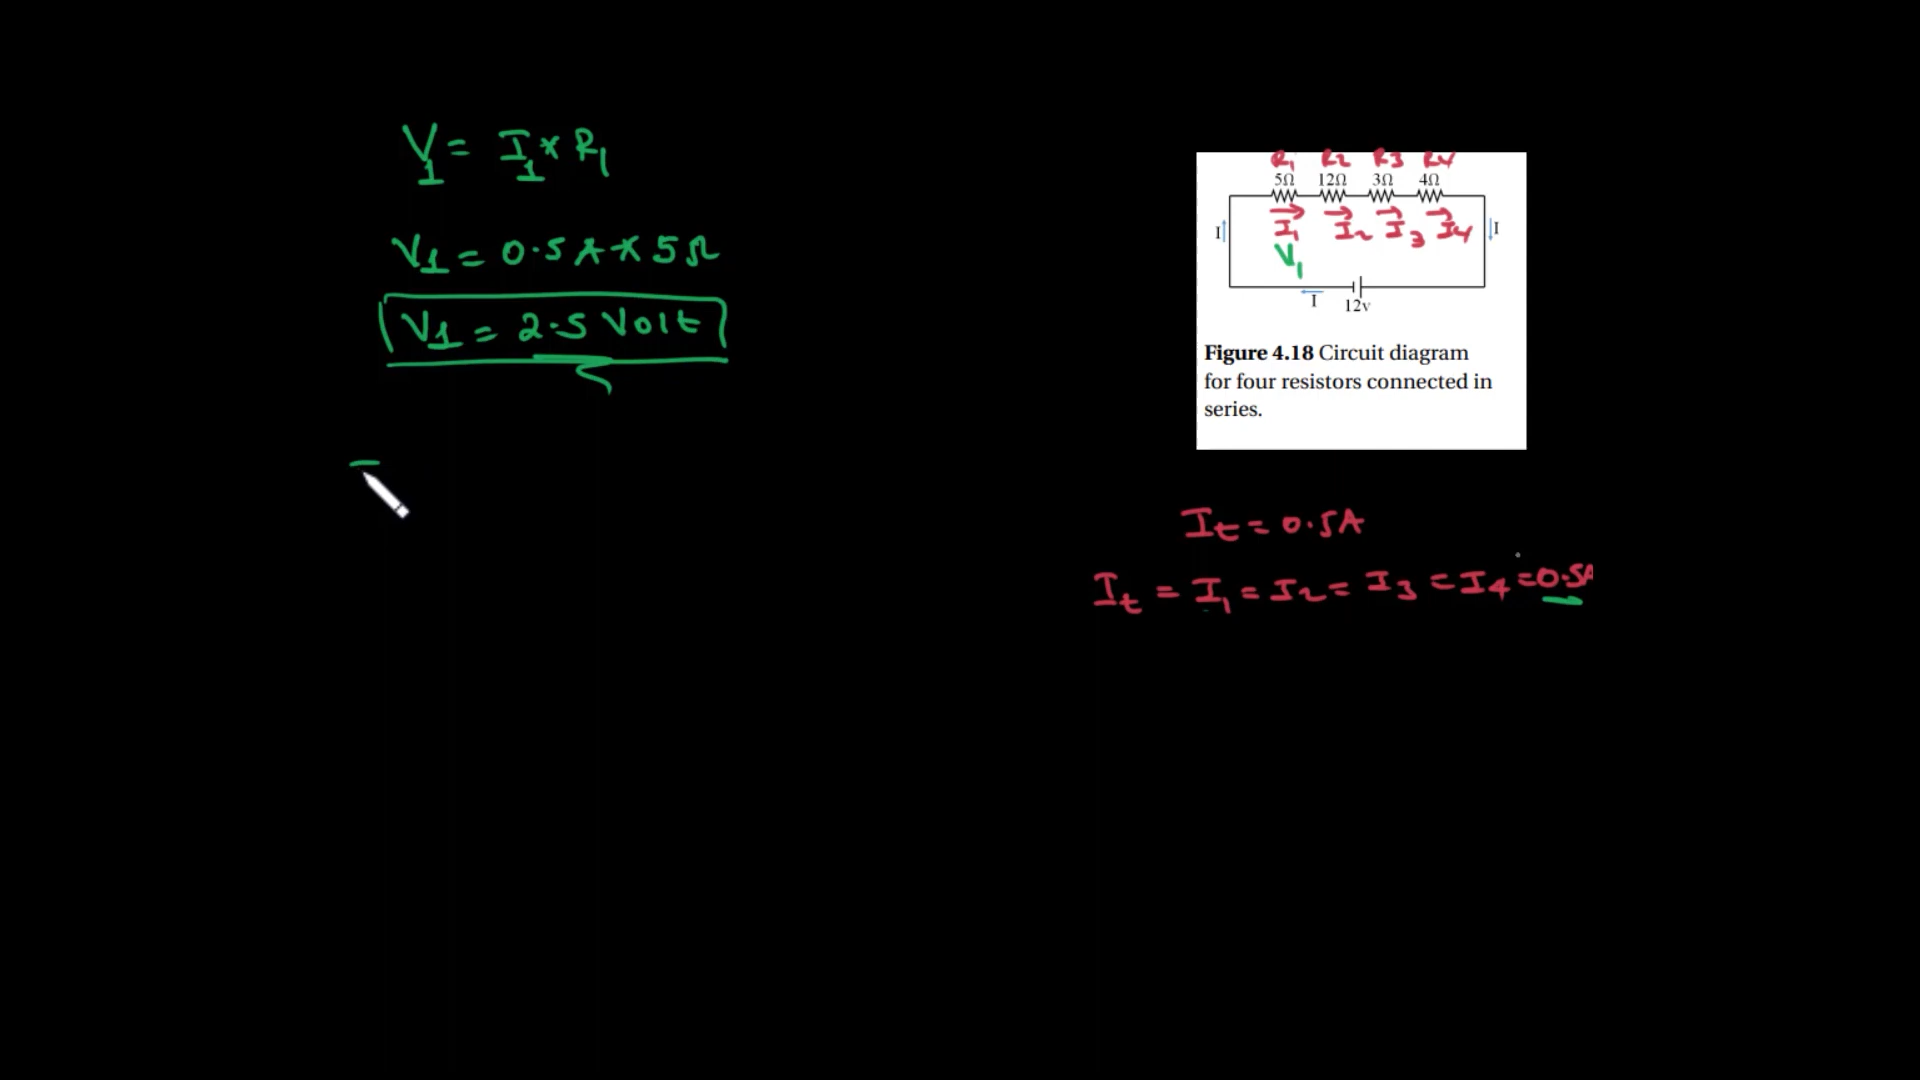 V1 = I1 × R1
V1 = 0.5 A × 5Ω
V1 = 2.5 Volt
R1 R2 R3 R4
5Ω 12Ω 3Ω 4Ω
I I1 I2 I3 I4 I
V1
I 12v
Figure 4.18 Circuit diagram
for four resistors connected in
series.
It = 0.5A
It = I1 = I2 = I3 = I4 = 0.5A